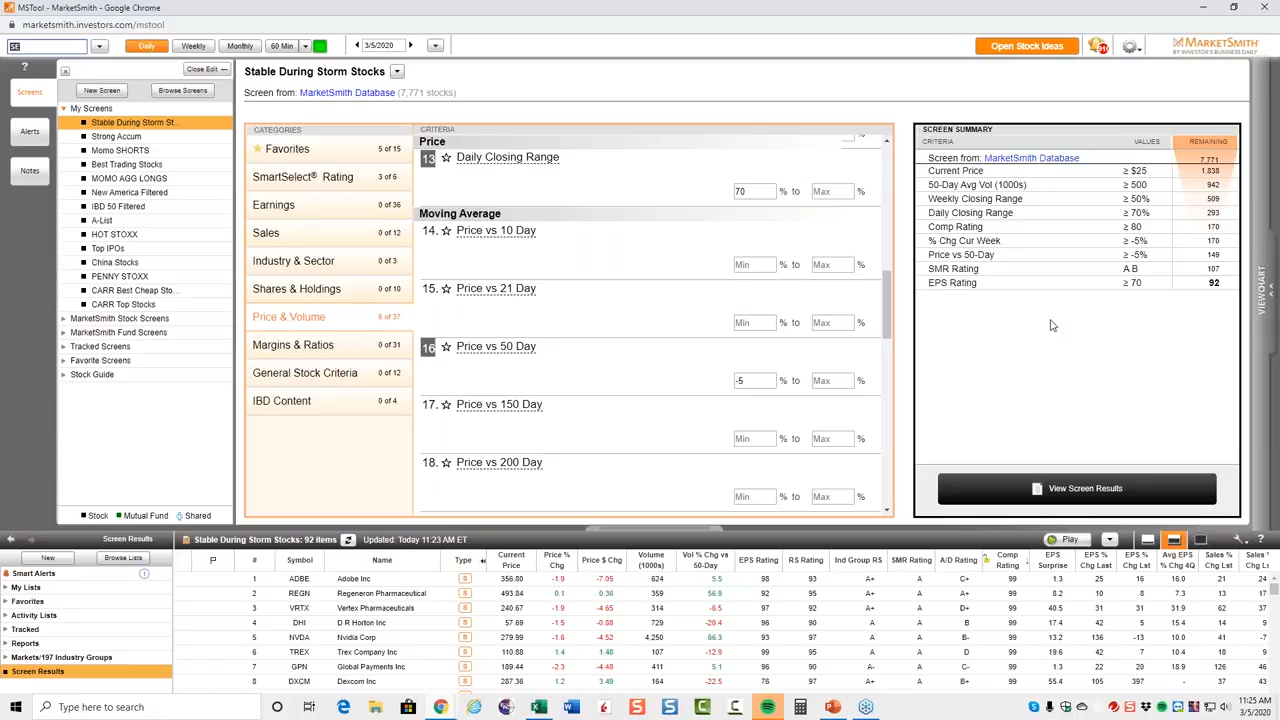 MSTool - MarketSmith - Google Chrome
marketsmith.investors.com/mstool
SE Daily Weekly Monthly 60 Min 3/5/2020 Open Stock Ideas MarketSmith
BY INVESTOR'S BUSINESS DAILY
? Close Edit
Screens
Alerts
Notes
New Screen Browse Screens
My Screens
Stable During Storm St...
Strong Accum
Momo SHORTS
Best Trading Stocks
MOMO AGG LONGS
New America Filtered
IBD 50 Filtered
A-List
HOT STOXX
Top IPOs
China Stocks
PENNY STOXX
CARR Best Cheap Sto...
CARR Top Stocks
MarketSmith Stock Screens
MarketSmith Fund Screens
Tracked Screens
Favorite Screens
Stock Guide
Stock Mutual Fund Shared
Stable During Storm Stocks
Screen from: MarketSmith Database (7,771 stocks)
CATEGORIES
Favorites 5 of 15
SmartSelect® Rating 3 of 6
Earnings 0 of 36
Sales 0 of 12
Industry & Sector 0 of 3
Shares & Holdings 0 of 10
Price & Volume 6 of 37
Margins & Ratios 0 of 31
General Stock Criteria 0 of 12
IBD Content 0 of 4
CRITERIA
Price
13 Daily Closing Range
70 % to Max %
Moving Average
14. Price vs 10 Day
Min % to Max %
15. Price vs 21 Day
Min % to Max %
16 Price vs 50 Day
-5 % to Max %
17. Price vs 150 Day
Min % to Max %
18. Price vs 200 Day
Min % to Max %
SCREEN SUMMARY
CRITERIA VALUES REMAINING
Screen from: MarketSmith Database 7,771
Current Price ≥ $25 1,838
50-Day Avg Vol (1000s) ≥ 500 942
Weekly Closing Range ≥ 50% 509
Daily Closing Range ≥ 70% 293
Comp Rating ≥ 80 170
% Chg Cur Week ≥ -5% 170
Price vs 50-Day ≥ -5% 149
SMR Rating A B 107
EPS Rating ≥ 70 92
View Screen Results
VIEW CHART
Screen Results
New Browse Lists
Smart Alerts
My Lists
Favorites
Activity Lists
Tracked
Reports
Markets/197 Industry Groups
Screen Results
Stable During Storm Stocks: 92 items Updated: Today 11:23 AM ET Play ?
# Symbol Name Type Current Price Price % Chg Price $ Chg Volume (1000s) Vol % Chg vs 50-Day EPS Rating RS Rating Ind Group RS SMR Rating A/D Rating Comp Rating EPS Surprise EPS % Chg Last EPS % Chg Lst Avg EPS % Chg 4Q Sales % Chg Lst Sales Chg
1 ADBE Adobe Inc S 356.80 -1.9 -7.05 624 5.5 98 93 A+ A C+ 99 1.3 25 16 16.0 21 24
2 REGN Regeneron Pharmaceutical S 493.84 0.1 0.36 359 56.9 92 95 A+ A A+ 99 8.2 10 8 7.3 13 12
3 VRTX Vertex Pharmaceuticals S 240.67 -1.9 -4.65 314 -6.5 97 93 A+ A D+ 99 40.5 31 31 31.9 62 37
4 DHI D R Horton Inc S 57.69 -1.5 -0.88 729 -20.4 96 90 A A B 99 17.4 42 5 15.4 14 9
5 NVDA Nvidia Corp S 279.99 -1.6 -4.52 4,250 66.3 93 97 A A B- 99 13.2 136 -13 10.0 41 -7
6 TREX Trex Company Inc S 110.88 1.4 1.48 107 -12.9 99 95 A A D 99 19.6 42 7 10.4 18 9
7 GPN Global Payments Inc S 189.44 -2.3 -4.48 411 5.1 96 90 A- A C- 99 1.3 22 20 18.9 126 46
8 DXCM Dexcom Inc S 287.36 1.2 3.49 164 -22.5 81 98 A A B+ 99 55.4 105 397 - 37 43
Type here to search
11:25 AM
3/5/2020